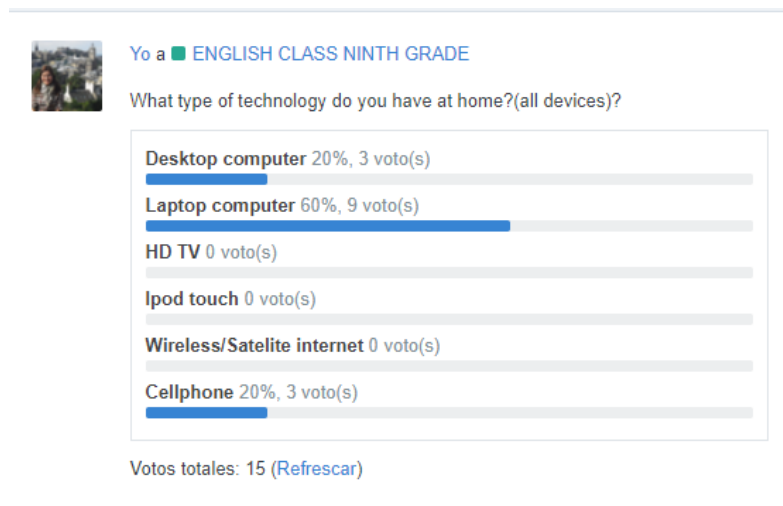 Yo a ENGLISH CLASS NINTH GRADE
What type of technology do you have at home?(all devices)?
Desktop computer 20%, 3 voto(s)
Laptop computer 60%, 9 voto(s)
HD TV 0 voto(s)
Ipod touch 0 voto(s)
Wireless/Satelite internet 0 voto(s)
Cellphone 20%, 3 voto(s)
Votos totales: 15 (Refrescar)